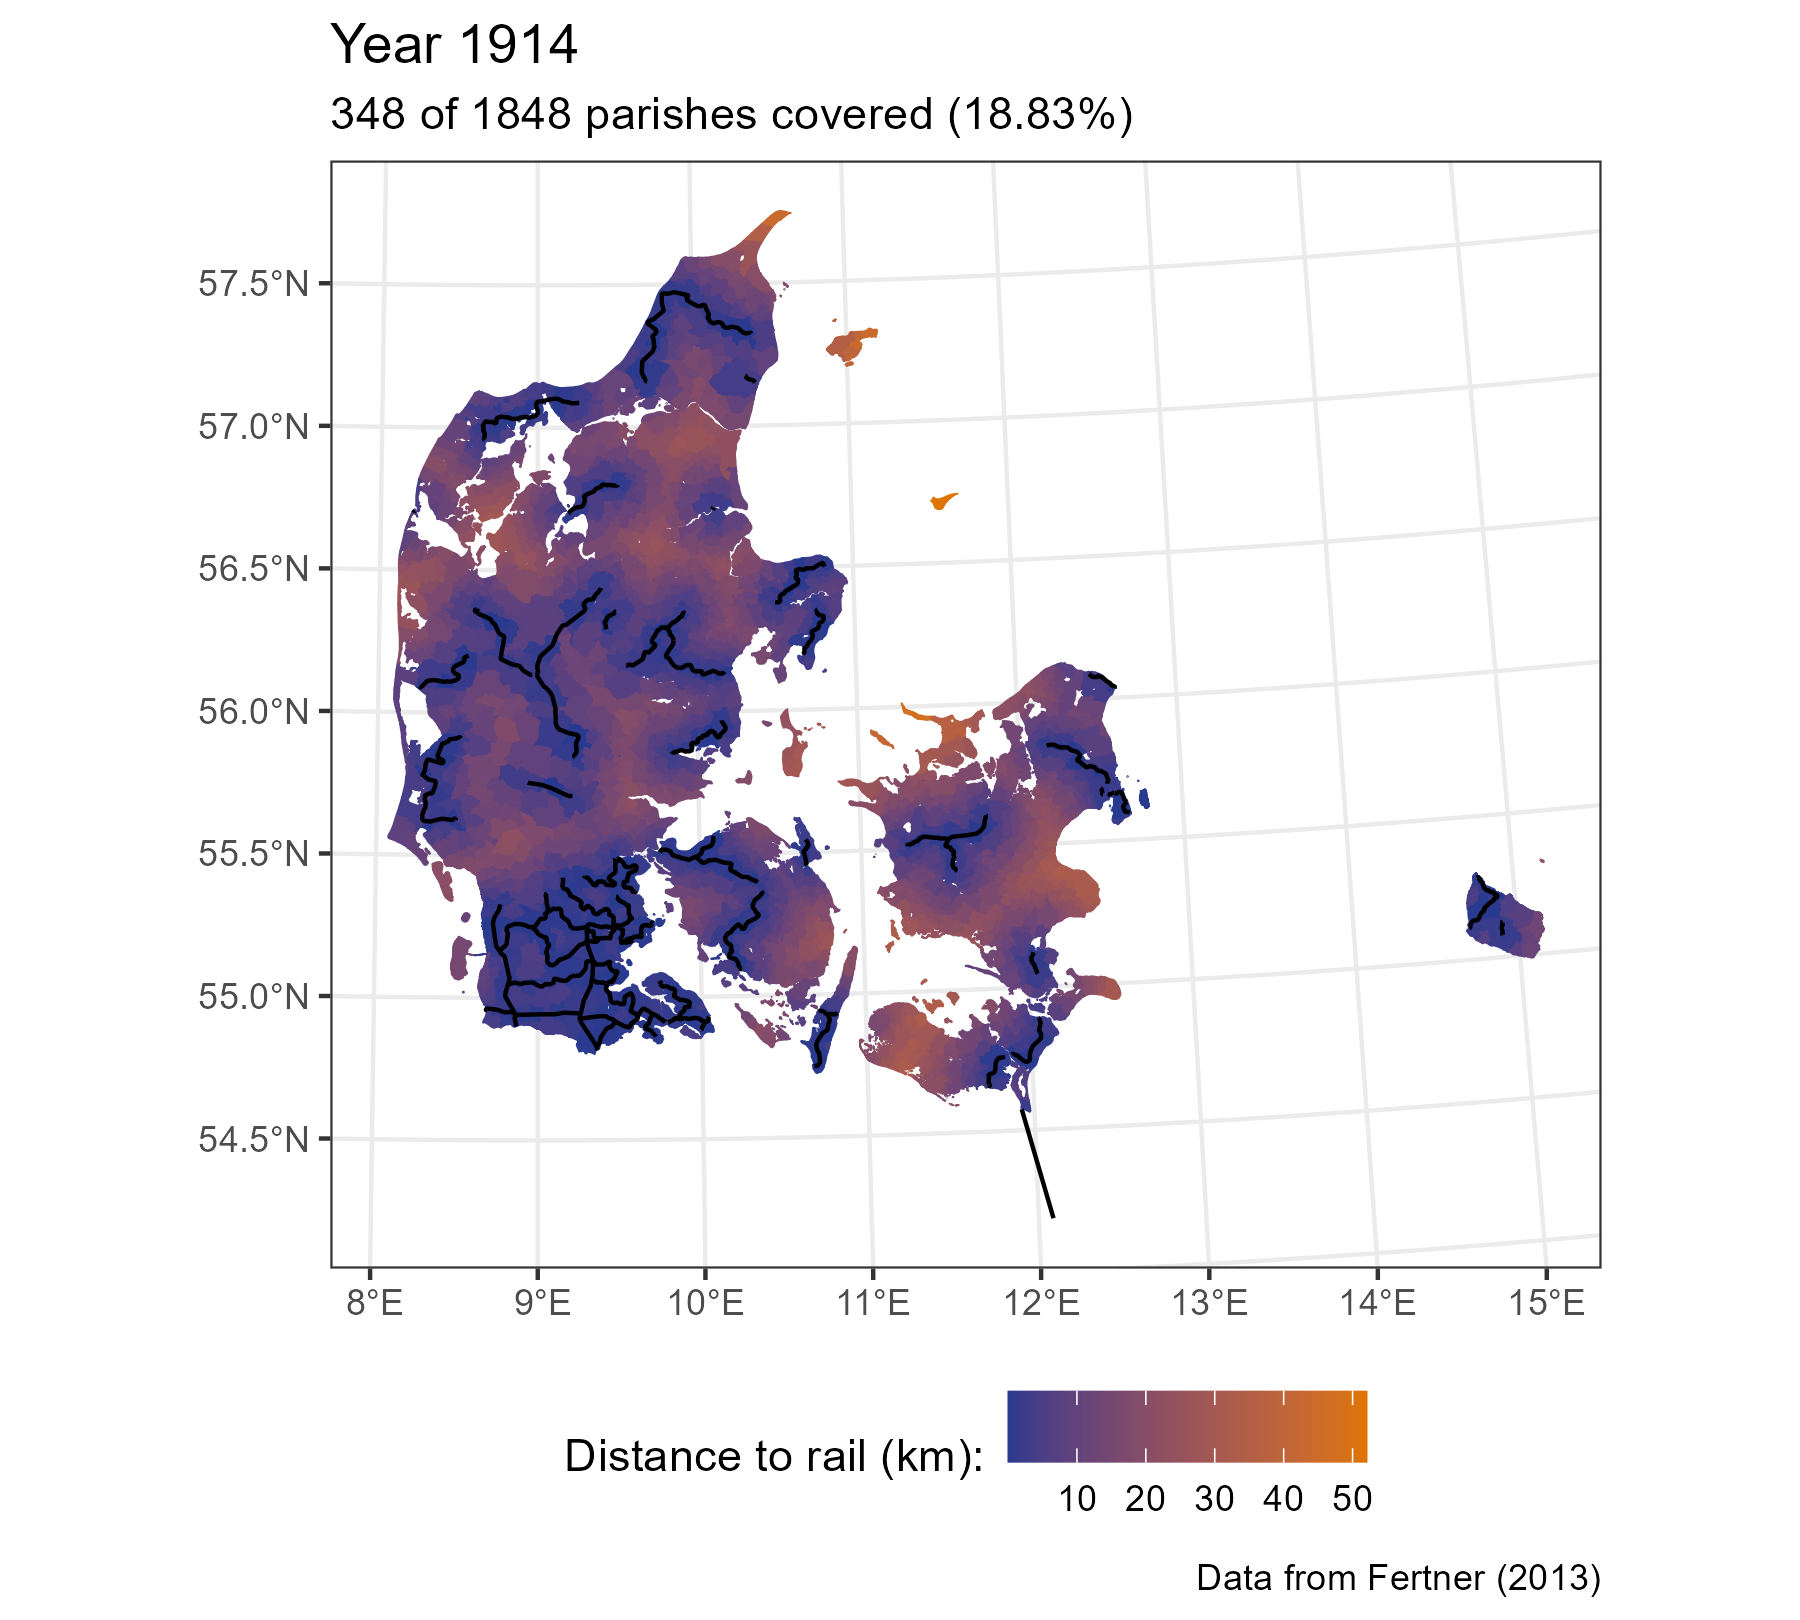 Year 1914
348 of 1848 parishes covered (18.83%)
57.5°N
57.0°N
56.5°N
56.0°N
55.5°N
55.0°N
54.5°N
8°E 9°E 10°E 11°E 12°E 13°E 14°E 15°E
Distance to rail (km):
10 20 30 40 50
Data from Fertner (2013)